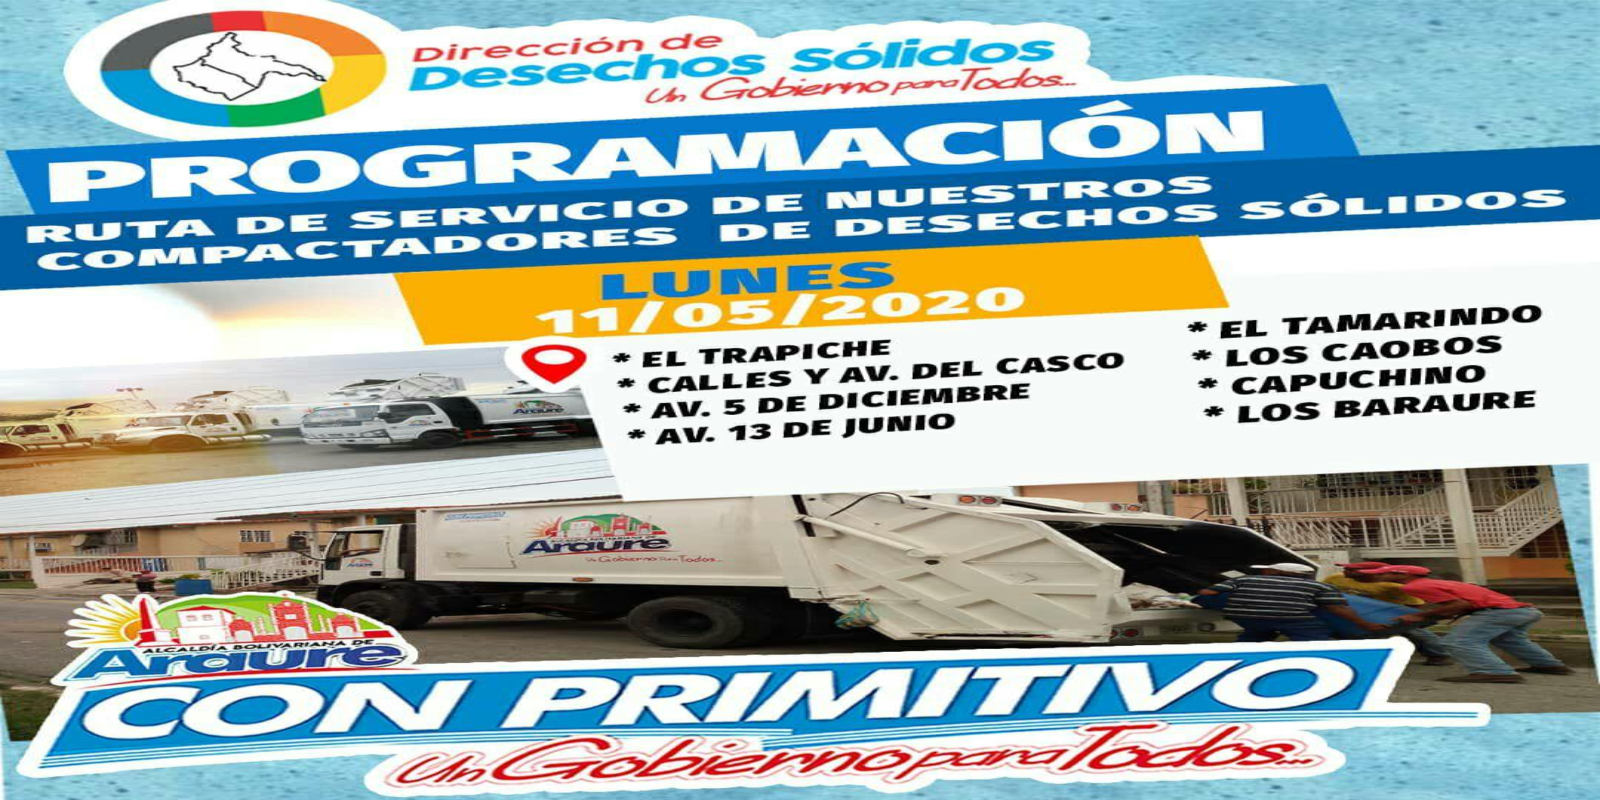 Dirección de
Desechos Sólidos
Un Gobierno para Todos...
PROGRAMACIÓN
RUTA DE SERVICIO DE NUESTROS
COMPACTADORES DE DESECHOS SÓLIDOS
LUNES
11/05/2020
* EL TRAPICHE
* CALLES Y AV. DEL CASCO
* AV. 5 DE DICIEMBRE
* AV. 13 DE JUNIO
* EL TAMARINDO
* LOS CAOBOS
* CAPUCHINO
* LOS BARAURE
Araure
CON PRIMITIVO
Araure
Un Gobierno Para Todos...
ALCALDÍA BOLIVARIANA DE
Araure
CON PRIMITIVO
Un Gobierno para Todos...